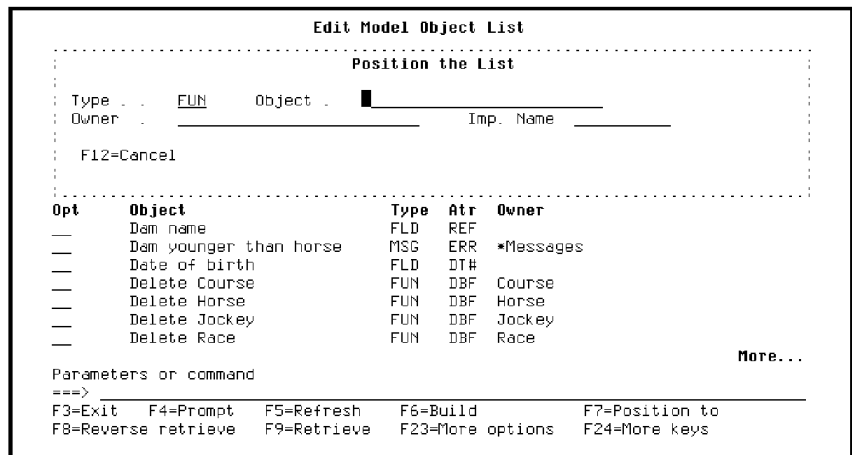 Edit Model Object List
Position the List
Type . . FUN Object .
Owner . Imp. Name
F12=Cancel
Opt Object Type Atr Owner
Dam name FLD REF
Dam younger than horse MSG ERR *Messages
Date of birth FLD DT#
Delete Course FUN DBF Course
Delete Horse FUN DBF Horse
Delete Jockey FUN DBF Jockey
Delete Race FUN DBF Race
More...
Parameters or command
===>
F3=Exit F4=Prompt F5=Refresh F6=Build F7=Position to
F8=Reverse retrieve F9=Retrieve F23=More options F24=More keys